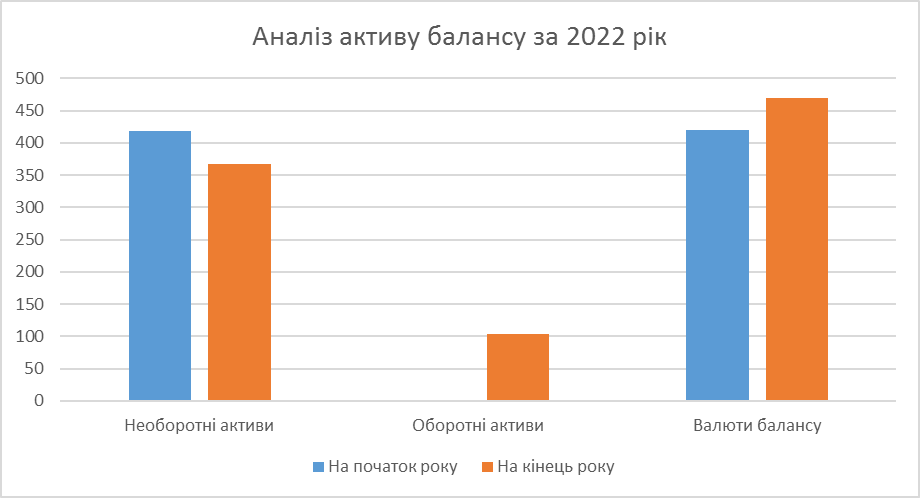 Аналіз активу балансу за 2022 рік
500
450
400
350
300
250
200
150
100
50
0
Необоротні активи
Оборотні активи
Валюти балансу
На початок року
На кінець року